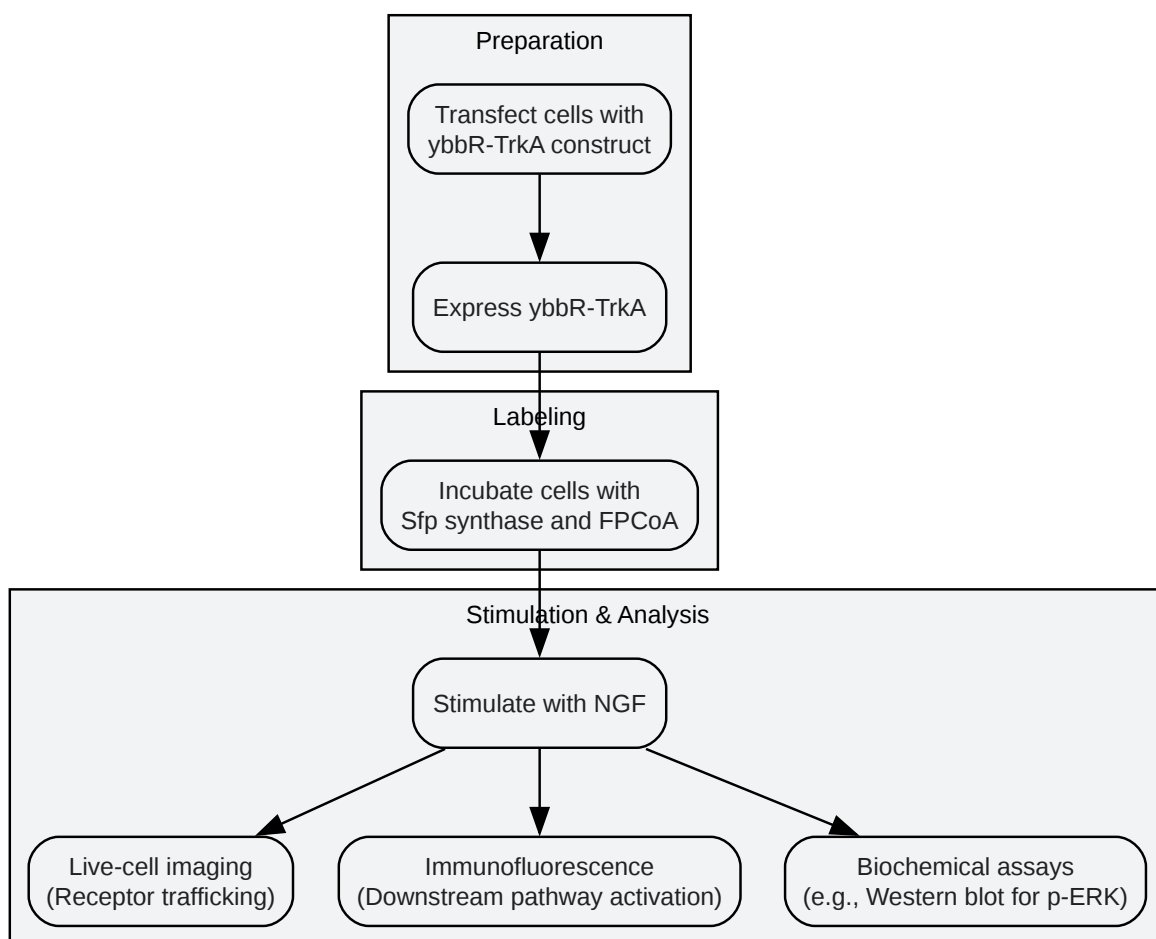 Preparation
Transfect cells with
ybbR-TrkA construct
Express ybbR-TrkA
Labeling
Incubate cells with
Sfp synthase and FPCoA
Stimulation & Analysis
Stimulate with NGF
Live-cell imaging
(Receptor trafficking)
Immunofluorescence
(Downstream pathway activation)
Biochemical assays
(e.g., Western blot for p-ERK)